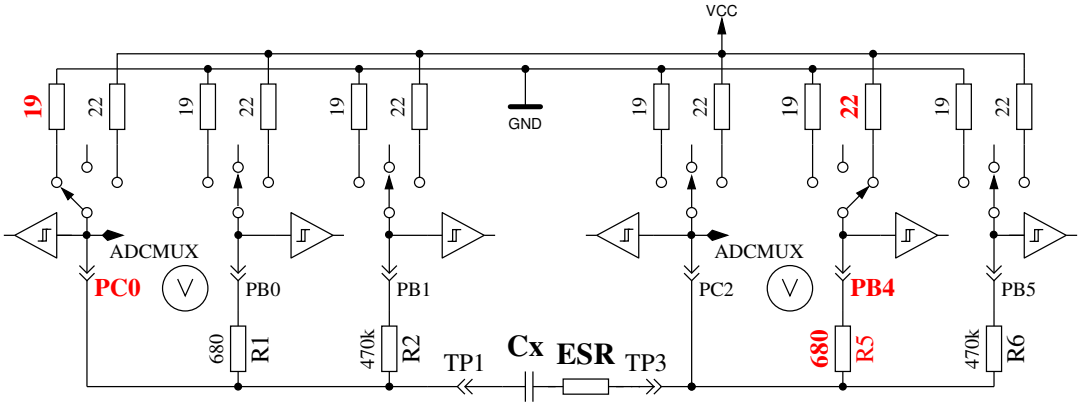 VCC
19
22
19
22
19
22
GND
19
22
19
22
19
22
ADCMUX
ADCMUX
PC0
V
PB0
PB1
PC2
V
PB4
PB5
680
R1
470k
R2
680
R5
470k
R6
TP1
Cx
ESR
TP3